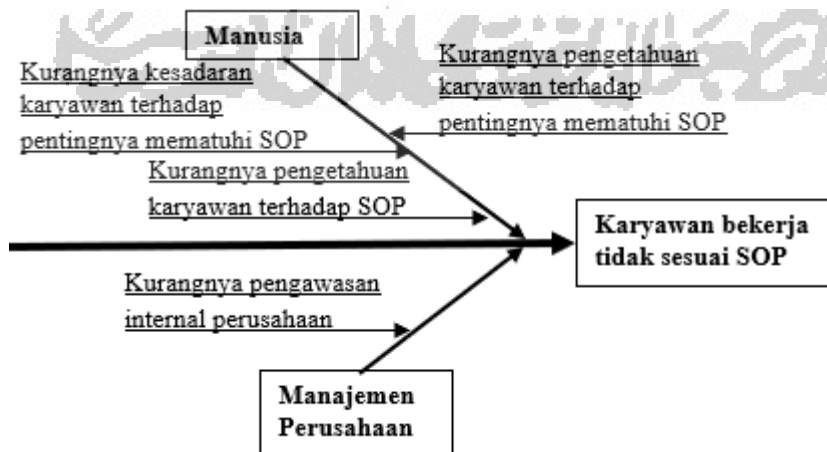 Manusia
Kurangnya kesadaran
karyawan terhadap
pentingnya mematuhi SOP
Kurangnya pengetahuan
karyawan terhadap
pentingnya mematuhi SOP
Kurangnya pengetahuan
karyawan terhadap SOP
Karyawan bekerja
tidak sesuai SOP
Kurangnya pengawasan
internal perusahaan
Manajemen
Perusahaan